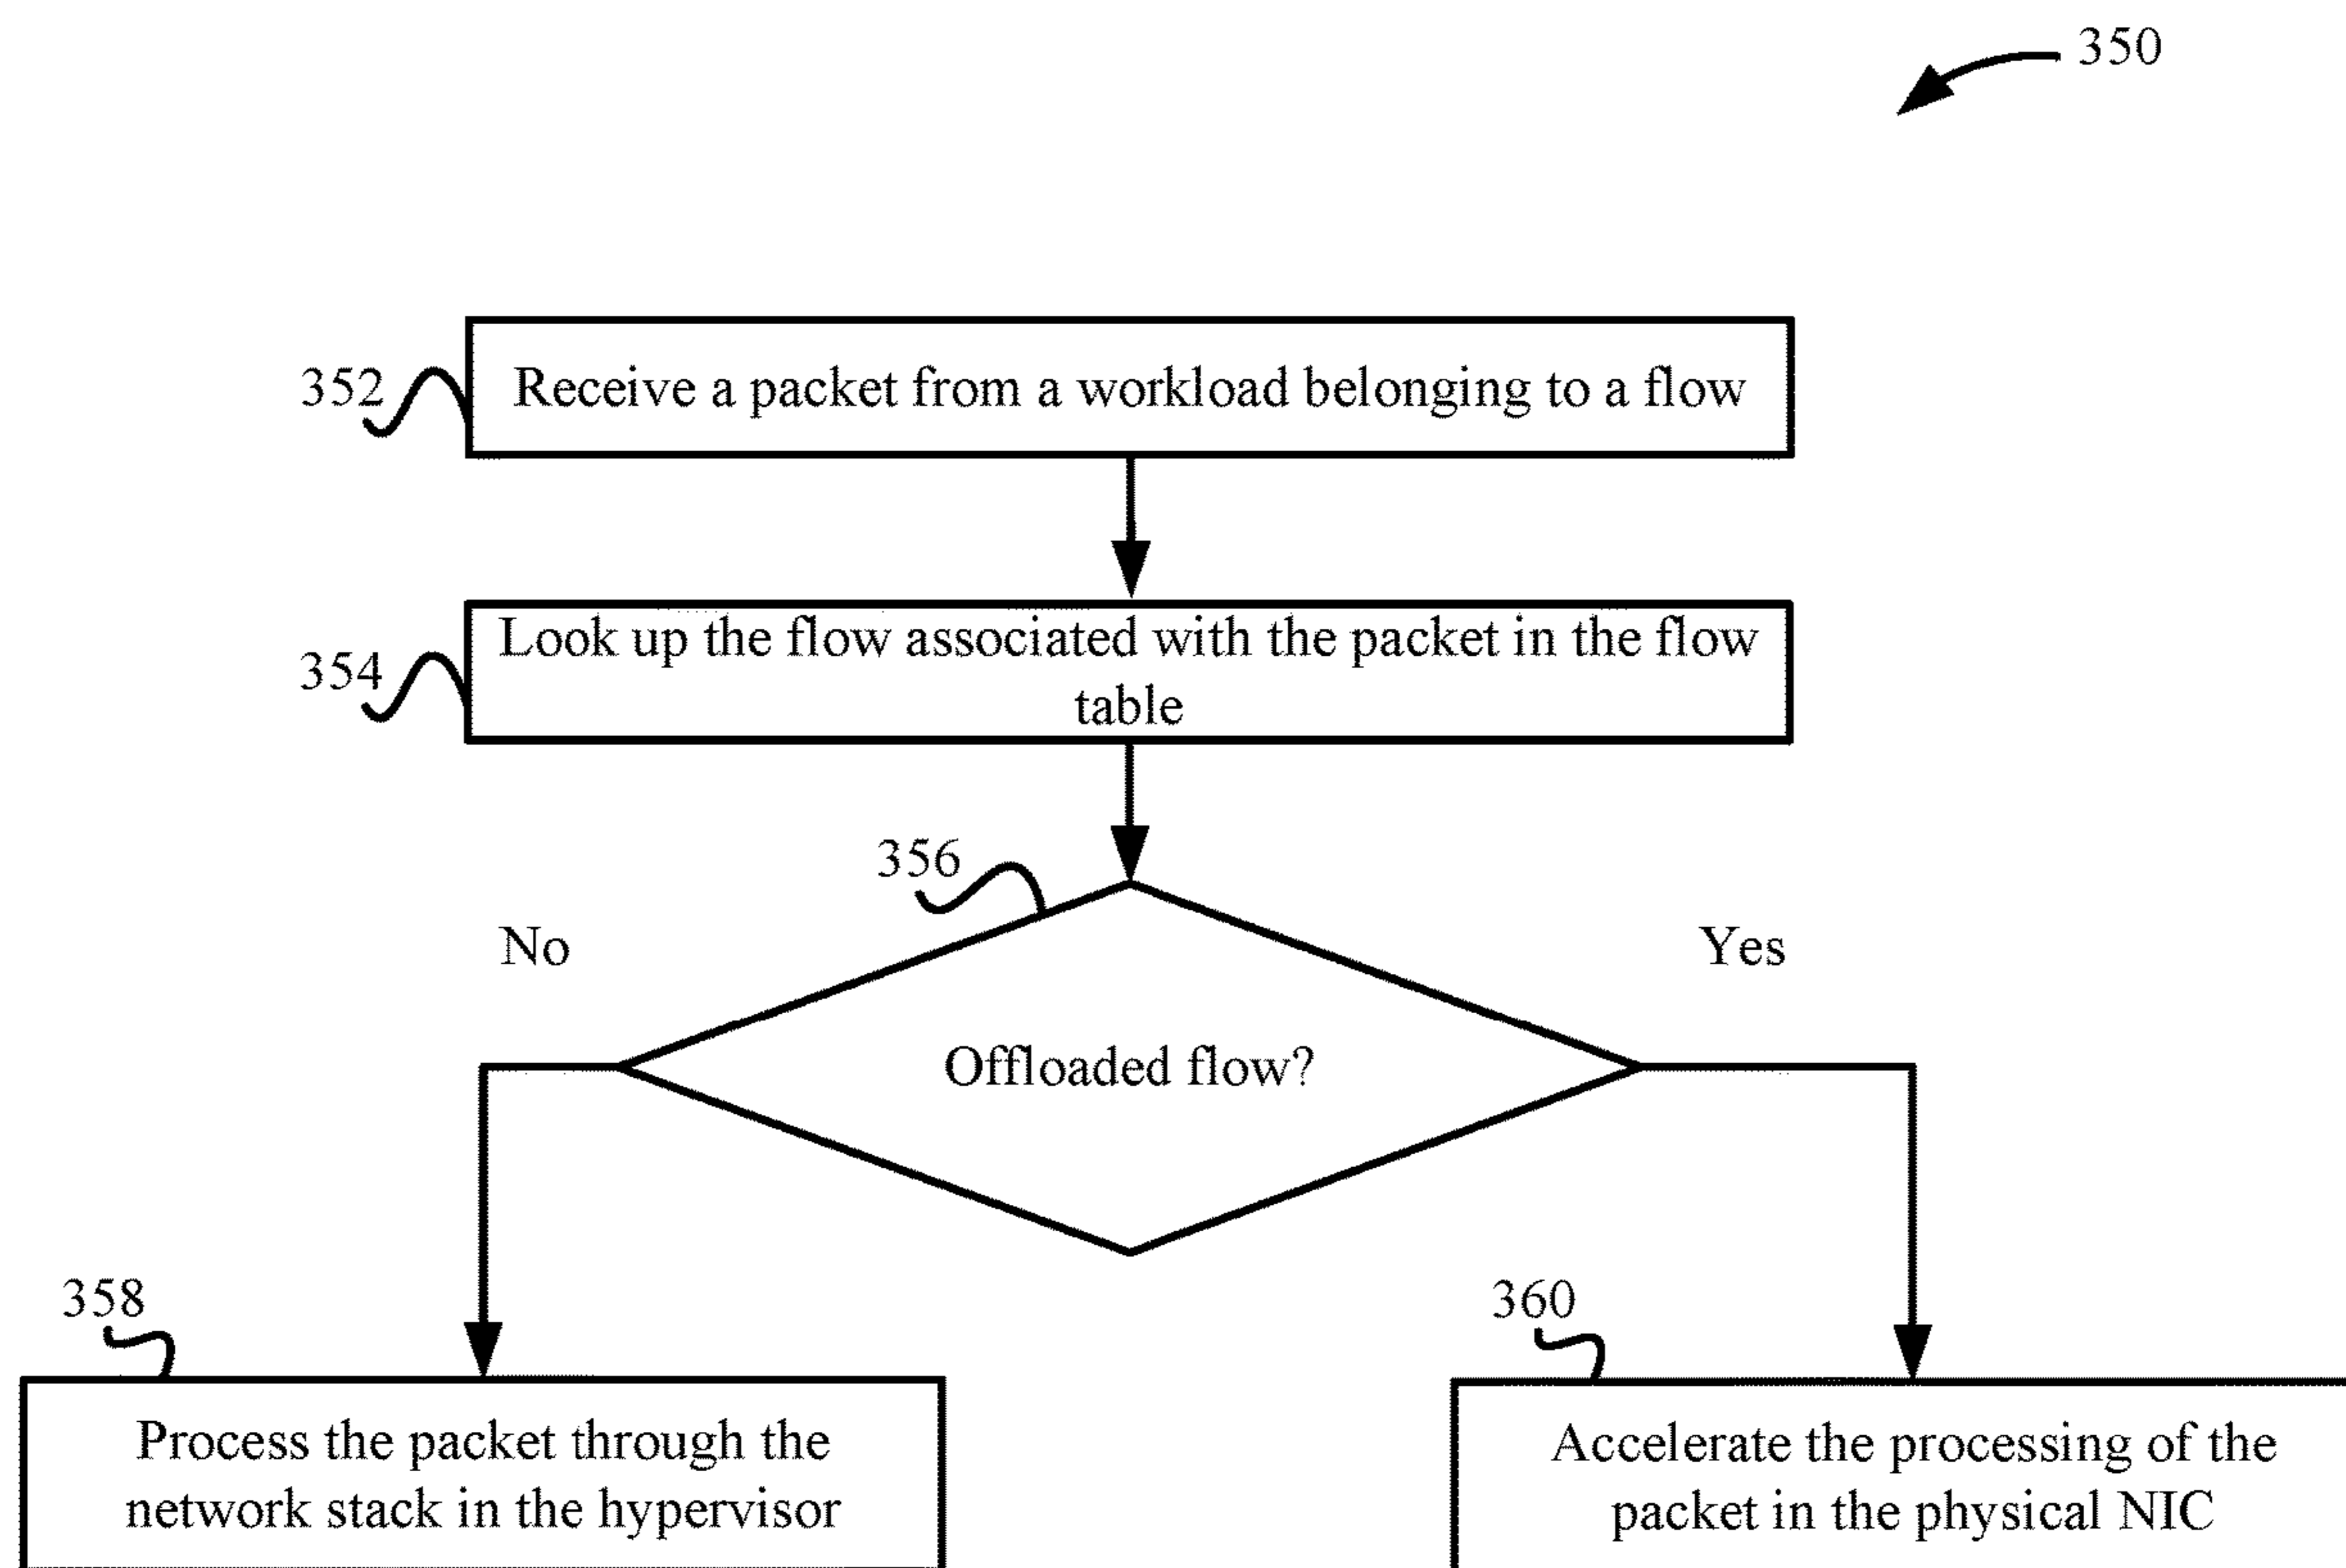 350
352
Receive a packet from a workload belonging to a flow
354
Look up the flow associated with the packet in the flow
table
356
No
Yes
Offloaded flow?
358
360
Process the packet through the
network stack in the hypervisor
Accelerate the processing of the
packet in the physical NIC